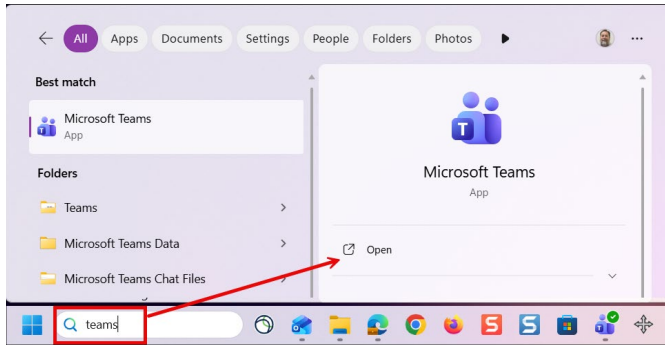 All Apps Documents Settings People Folders Photos
Best match
Microsoft Teams
App
Folders
Teams
Microsoft Teams Data
Microsoft Teams Chat Files
T
Microsoft Teams
App
Open
teams
S S T